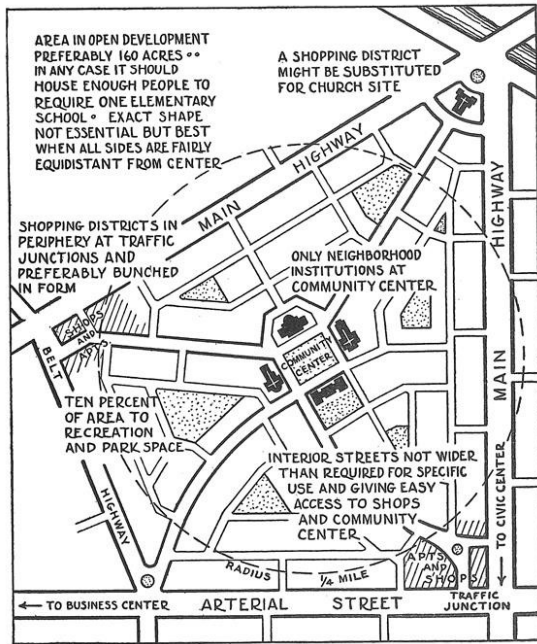 AREA IN OPEN DEVELOPMENT
PREFERABLY 160 ACRES • •
IN ANY CASE IT SHOULD
HOUSE ENOUGH PEOPLE TO
REQUIRE ONE ELEMENTARY
SCHOOL • EXACT SHAPE
NOT ESSENTIAL BUT BEST
WHEN ALL SIDES ARE FAIRLY
EQUIDISTANT FROM CENTER
A SHOPPING DISTRICT
MIGHT BE SUBSTITUTED
FOR CHURCH SITE
MAIN HIGHWAY
HIGHWAY
MAIN
SHOPPING DISTRICTS IN
PERIPHERY AT TRAFFIC
JUNCTIONS AND
PREFERABLY BUNCHED
IN FORM
ONLY NEIGHBORHOOD
INSTITUTIONS AT
COMMUNITY CENTER
SHOPS
AND
APTS
BELT
HIGHWAY
COMMUNITY
CENTER
TEN PERCENT
OF AREA TO
RECREATION
AND PARK SPACE
INTERIOR STREETS NOT WIDER
THAN REQUIRED FOR SPECIFIC
USE AND GIVING EASY
ACCESS TO SHOPS
AND COMMUNITY
CENTER
→ TO CIVIC CENTER
RADIUS 1/4 MILE
APTS
AND
SHOPS
TRAFFIC
JUNCTION
← TO BUSINESS CENTER
ARTERIAL STREET